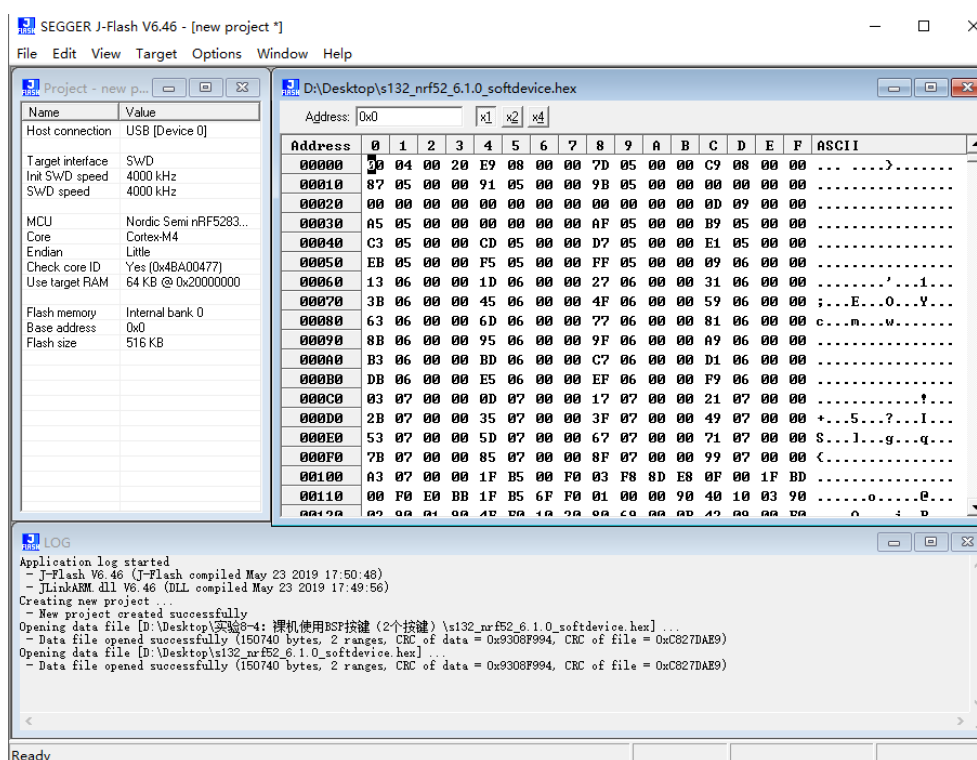 SEGGER J-Flash V6.46 - [new project *]
File Edit View Target Options Window Help
Project - new p...
Name Value
Host connection USB [Device 0]
Target interface SWD
Init SWD speed 4000 kHz
SWD speed 4000 kHz
MCU Nordic Semi nRF5283...
Core Cortex-M4
Endian Little
Check core ID Yes (0x4BA00477)
Use target RAM 64 KB @ 0x20000000
Flash memory Internal bank 0
Base address 0x0
Flash size 516 KB
D:\Desktop\s132_nrf52_6.1.0_softdevice.hex
Address: 0x0 x1 x2 x4
Address 0 1 2 3 4 5 6 7 8 9 A B C D E F ASCII
00000 00 04 00 20 E9 08 00 00 7D 05 00 00 C9 08 00 00 ... ....}.......
00010 87 05 00 00 91 05 00 00 9B 05 00 00 00 00 00 00 ................
00020 00 00 00 00 00 00 00 00 00 00 00 00 0D 09 00 00 ................
00030 A5 05 00 00 00 00 00 00 AF 05 00 00 B9 05 00 00 ................
00040 C3 05 00 00 CD 05 00 00 D7 05 00 00 E1 05 00 00 ................
00050 EB 05 00 00 F5 05 00 00 FF 05 00 00 09 06 00 00 ................
00060 13 06 00 00 1D 06 00 00 27 06 00 00 31 06 00 00 ........'...1...
00070 3B 06 00 00 45 06 00 00 4F 06 00 00 59 06 00 00 ;...E...O...Y...
00080 63 06 00 00 6D 06 00 00 77 06 00 00 81 06 00 00 c...m...w.......
00090 8B 06 00 00 95 06 00 00 9F 06 00 00 A9 06 00 00 ................
000A0 B3 06 00 00 BD 06 00 00 C7 06 00 00 D1 06 00 00 ................
000B0 DB 06 00 00 E5 06 00 00 EF 06 00 00 F9 06 00 00 ................
000C0 03 07 00 00 0D 07 00 00 17 07 00 00 21 07 00 00 ............!...
000D0 2B 07 00 00 35 07 00 00 3F 07 00 00 49 07 00 00 +...5...?...I...
000E0 53 07 00 00 5D 07 00 00 67 07 00 00 71 07 00 00 S...]...g...q...
000F0 7B 07 00 00 85 07 00 00 8F 07 00 00 99 07 00 00 {...............
00100 A3 07 00 00 1F B5 00 F0 03 F8 8D E8 0F 00 1F BD ................
00110 00 F0 E0 BB 1F B5 6F F0 01 00 00 90 40 10 03 90 ......o.....@...
LOG
Application log started
- J-Flash V6.46 (J-Flash compiled May 23 2019 17:50:48)
- JLinkARM.dll V6.46 (DLL compiled May 23 2019 17:49:56)
Creating new project ...
- New project created successfully
Opening data file [D:\Desktop\实验8-4：裸机使用BSP按键（2个按键）\s132_nrf52_6.1.0_softdevice.hex] ...
- Data file opened successfully (150740 bytes, 2 ranges, CRC of data = 0x9308F994, CRC of file = 0xC827DAE9)
Opening data file [D:\Desktop\s132_nrf52_6.1.0_softdevice.hex] ...
- Data file opened successfully (150740 bytes, 2 ranges, CRC of data = 0x9308F994, CRC of file = 0xC827DAE9)
Ready